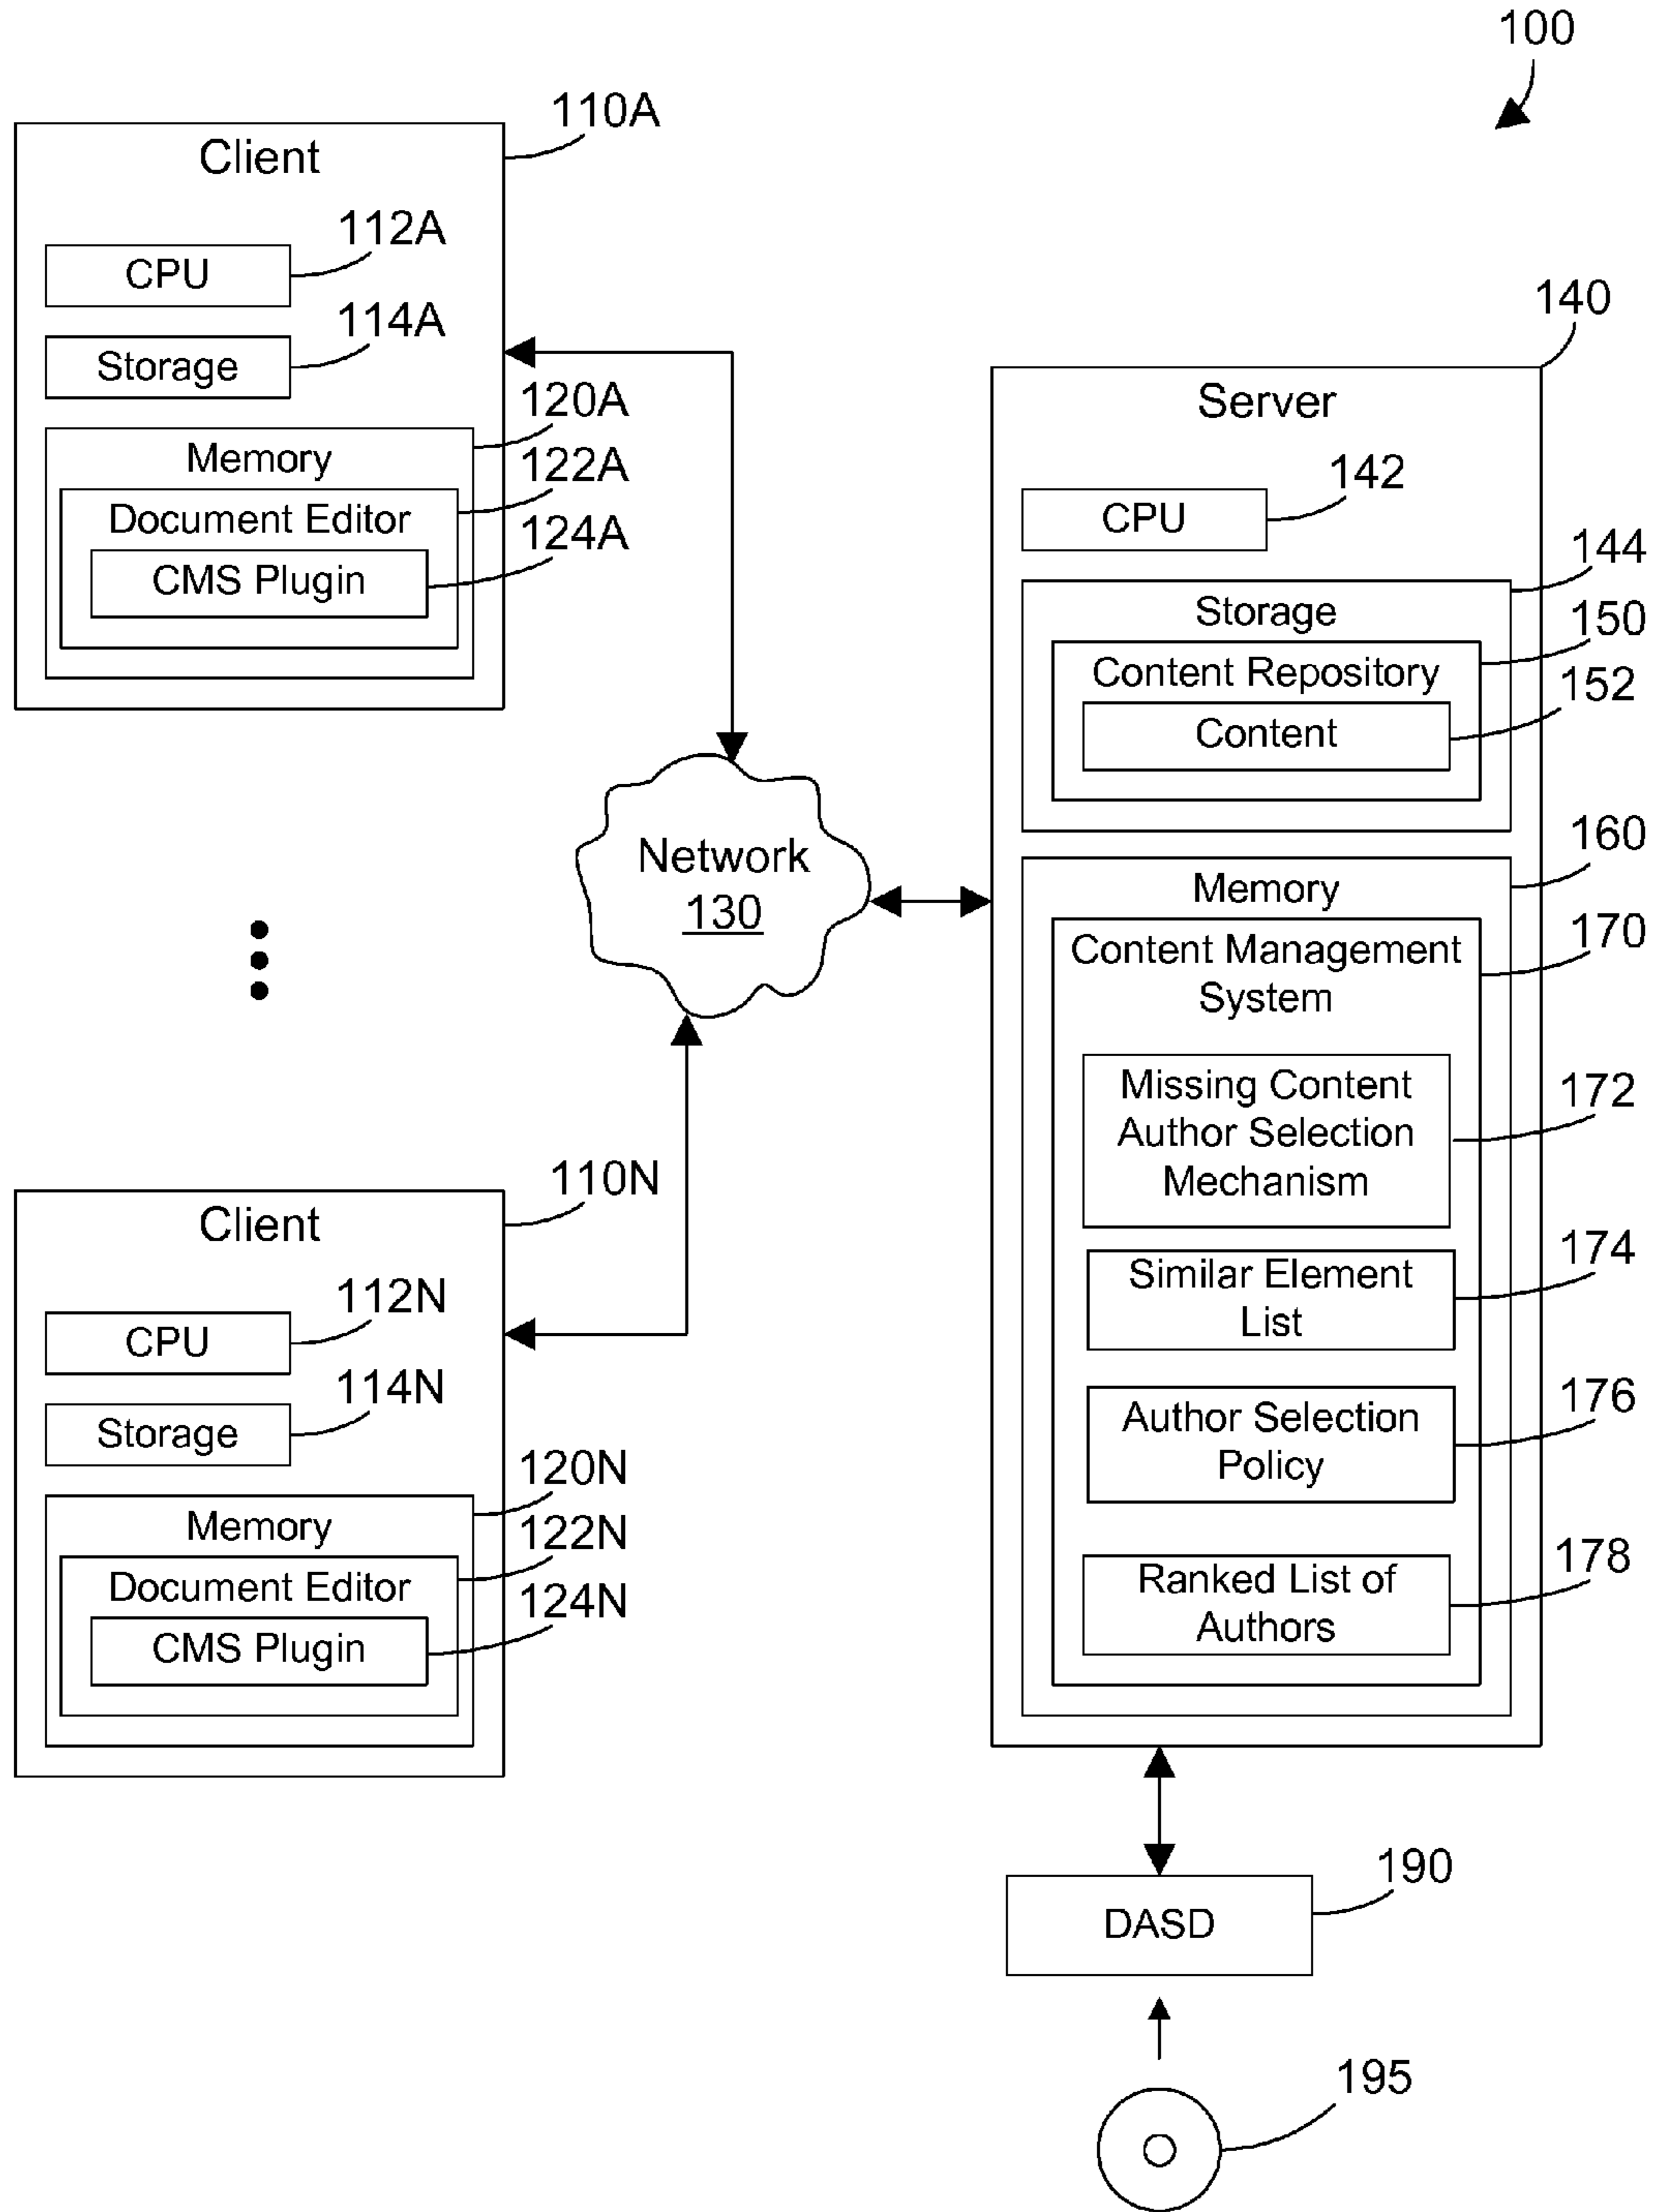 100
110A
Client
112A
CPU
114A
Storage
120A
Memory
122A
Document Editor
124A
CMS Plugin
Network
130
110N
Client
112N
CPU
114N
Storage
120N
Memory
122N
Document Editor
124N
CMS Plugin
140
Server
142
CPU
144
Storage
150
Content Repository
152
Content
160
Memory
170
Content Management
System
172
Missing Content
Author Selection
Mechanism
174
Similar Element
List
176
Author Selection
Policy
178
Ranked List of
Authors
190
DASD
195